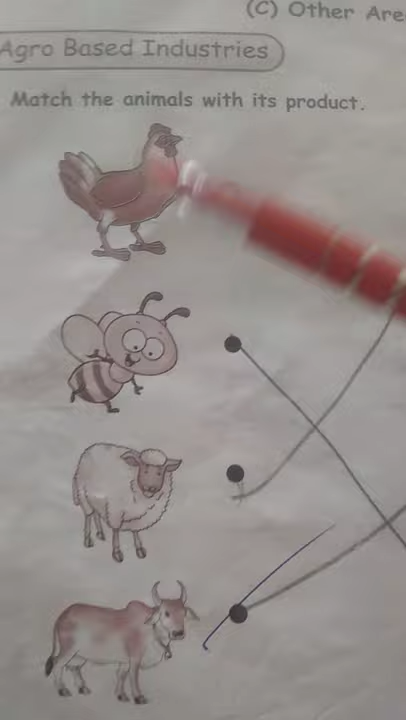 (C) Other Are
Agro Based Industries
Match the animals with its product.